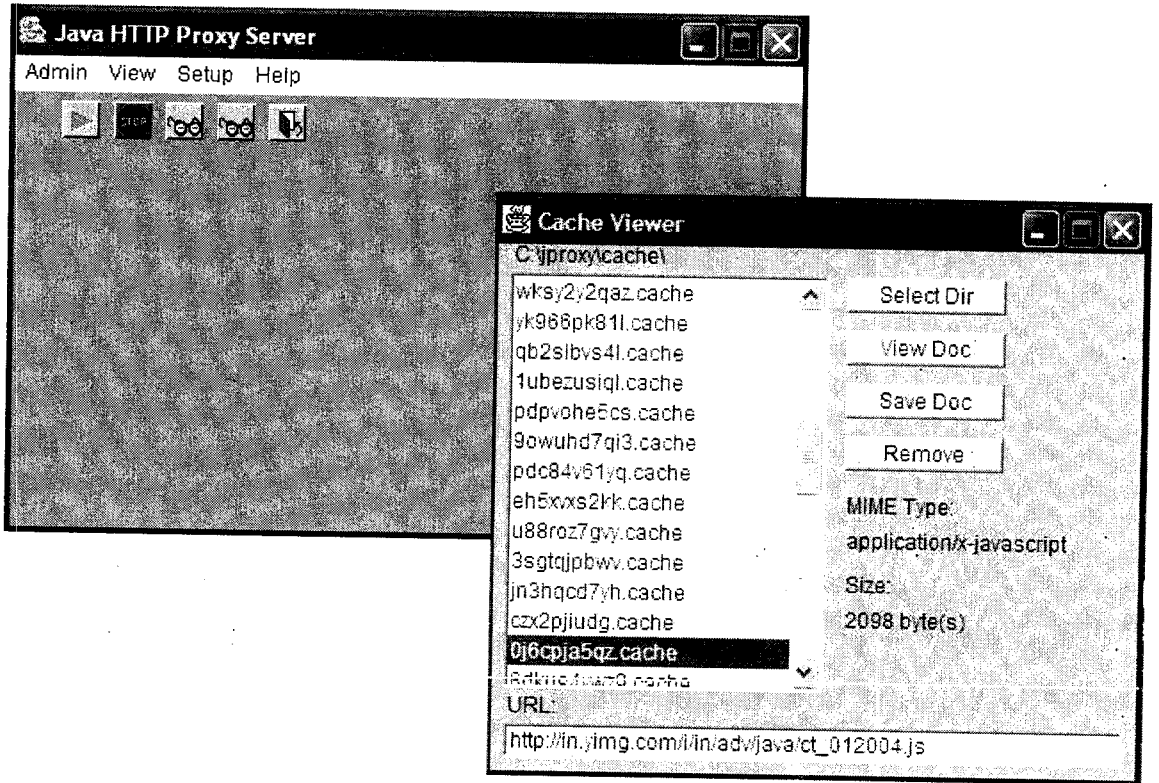 Java HTTP Proxy Server
Admin View Setup Help
STOP
Cache Viewer
C:\jproxy\cache\
wksy2y2qaz.cache
yk966pk81l.cache
qb2slbvs4l.cache
1ubezusiql.cache
pdpvohe5cs.cache
9owuhd7qi3.cache
pdc84v61yq.cache
eh5xvxs2kk.cache
u88roz7gvy.cache
3sgtqjpbwv.cache
jn3hqcd7yh.cache
czx2pjiudg.cache
0j6cpja5qz.cache
Select Dir
View Doc
Save Doc
Remove
MIME Type:
application/x-javascript
Size:
2098 byte(s)
URL:
http://in.yimg.com/i/in/adv/java/ct_012004.js